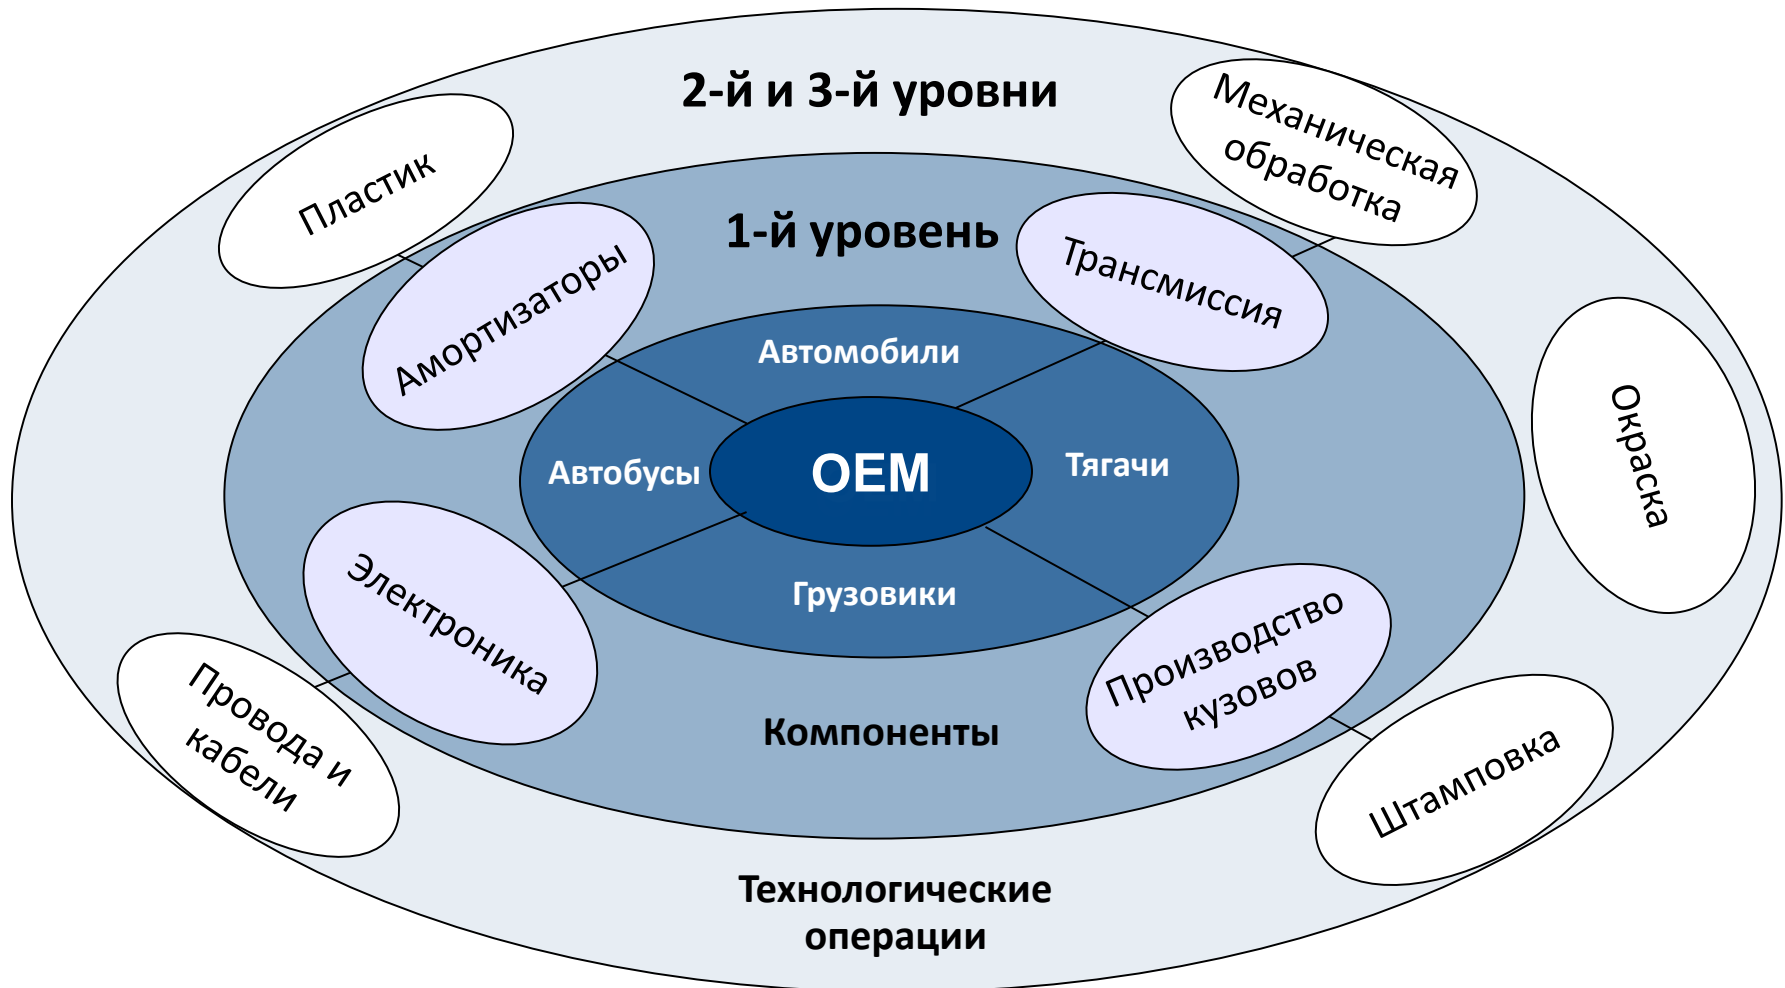 2-й и 3-й уровни
Механическая
обработка
Пластик
1-й уровень
Трансмиссия
Амортизаторы
Автомобили
Окраска
Автобусы
OEM
Тягачи
Электроника
Грузовики
Производство
кузовов
Провода и
кабели
Компоненты
Штамповка
Технологические
операции